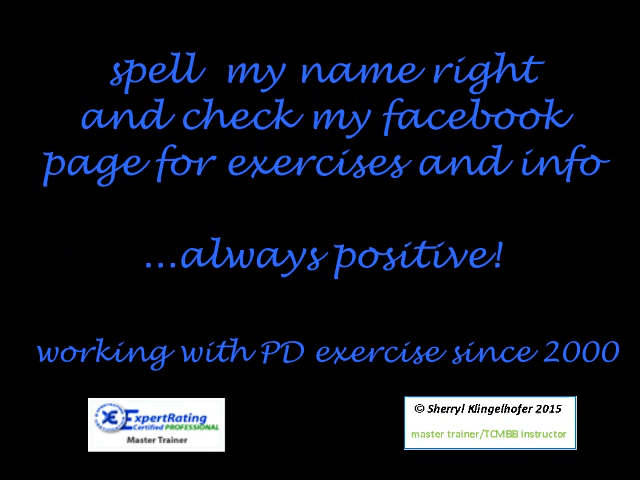 spell my name right
and check my facebook
page for exercises and info
...always positive!
working with PD exercise since 2000
ExpertRating
Certified PROFESSIONAL
Master Trainer
© Sherryl Klingelhofer 2015
master trainer/TCMBB instructor